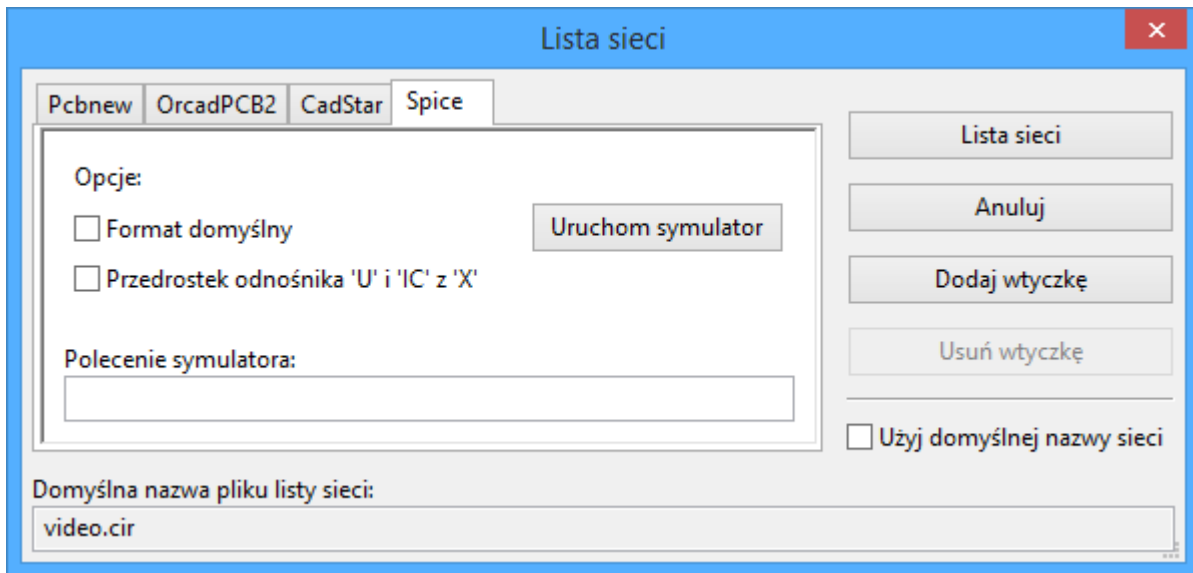 Lista sieci
Pcbnew OrcadPCB2 CadStar Spice
Opcje:
Format domyślny
Uruchom symulator
Przedrostek odnośnika 'U' i 'IC' z 'X'
Polecenie symulatora:
Lista sieci
Anuluj
Dodaj wtyczkę
Usuń wtyczkę
Użyj domyślnej nazwy sieci
Domyślna nazwa pliku listy sieci:
video.cir